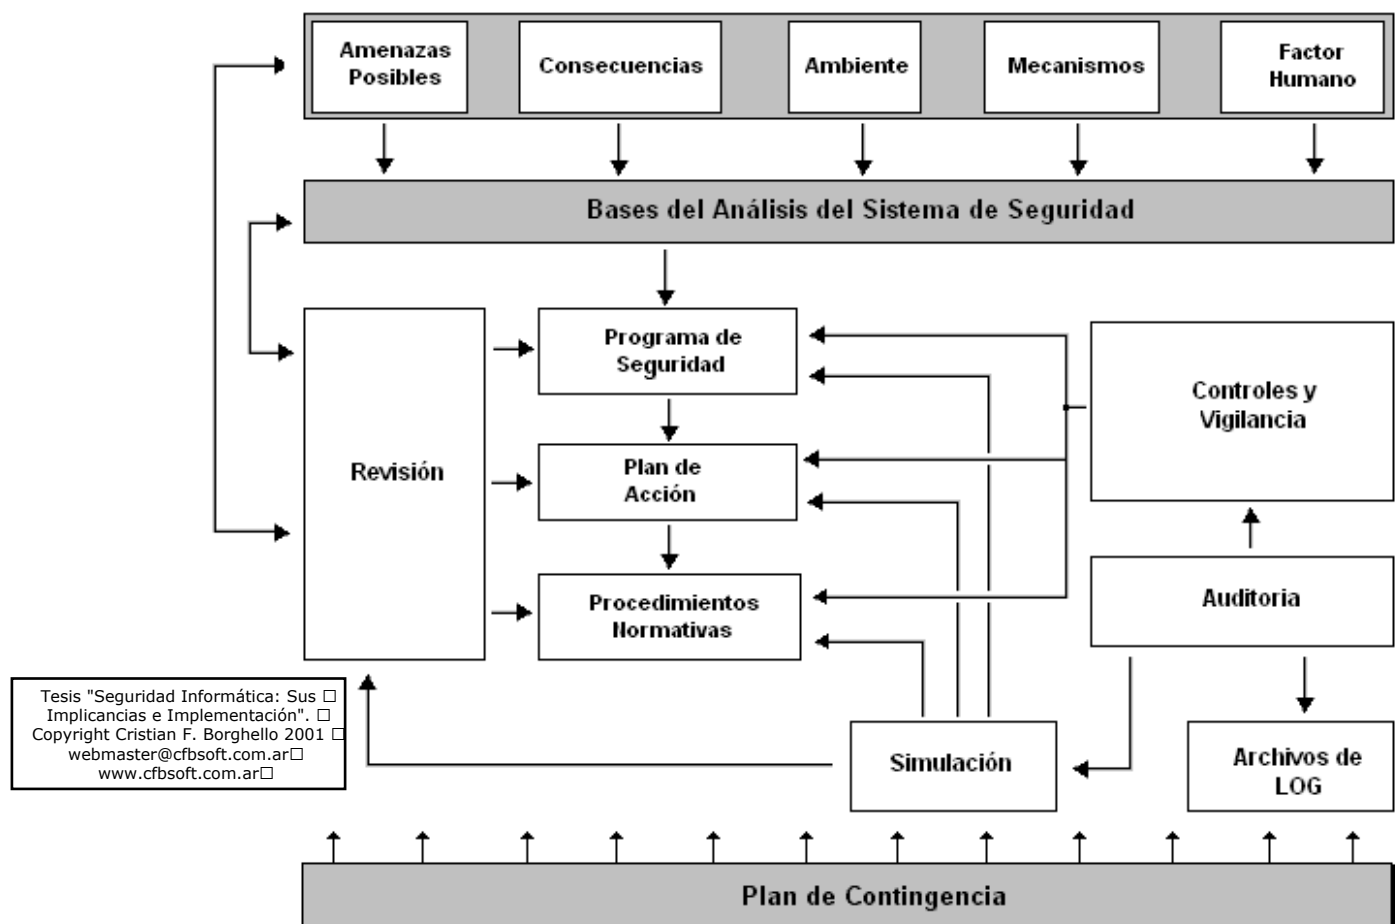 Amenazas
Posibles
Consecuencias
Ambiente
Mecanismos
Factor
Humano
Bases del Análisis del Sistema de Seguridad
Programa de
Seguridad
Controles y
Vigilancia
Revisión
Plan de
Acción
Procedimientos
Normativas
Auditoria
Tesis "Seguridad Informática: Sus □
Implicancias e Implementación". □
Copyright Cristian F. Borghello 2001 □
webmaster@cfbsoft.com.ar□
www.cfbsoft.com.ar□
Simulación
Archivos de
LOG
Plan de Contingencia